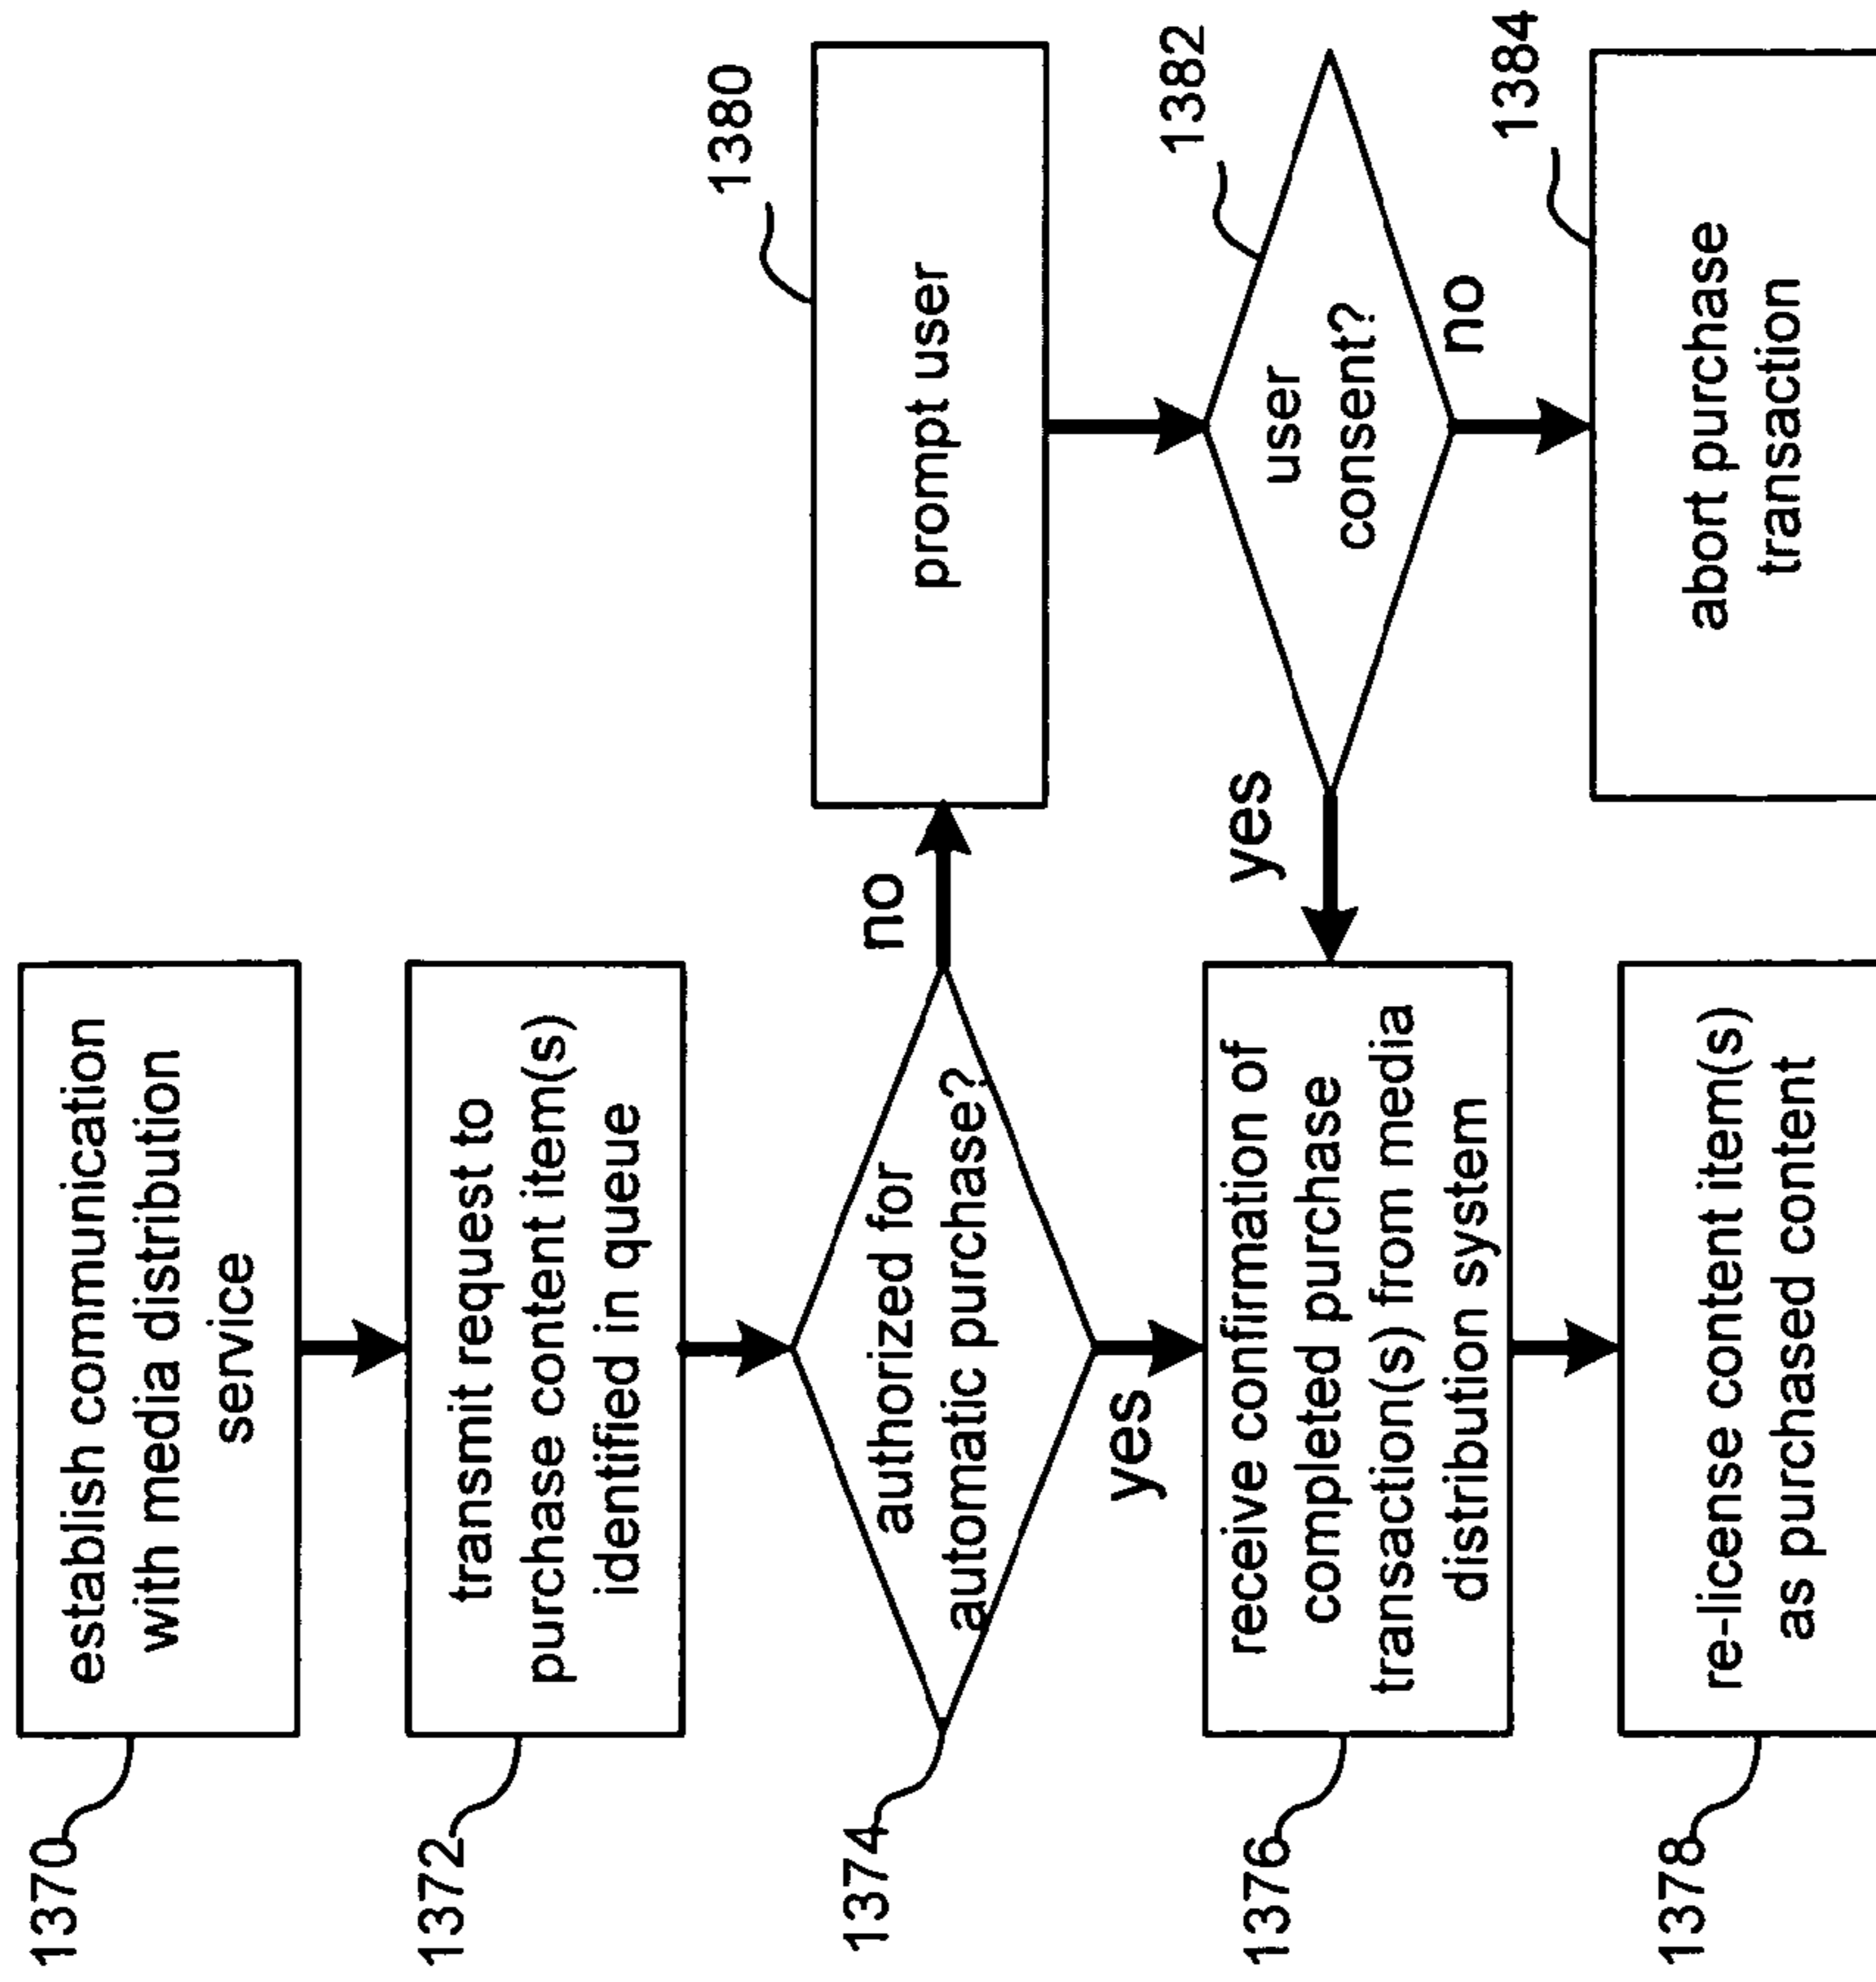 1370
establish communication
with media distribution
service
1372
transmit request to
purchase content item(s)
identified in queue
1374
authorized for
automatic purchase?
no
yes
1380
prompt user
1382
user
consent?
yes
no
1376
receive confirmation of
completed purchase
transaction(s) from media
distribution system
1384
abort purchase
transaction
1378
re-license content item(s)
as purchased content